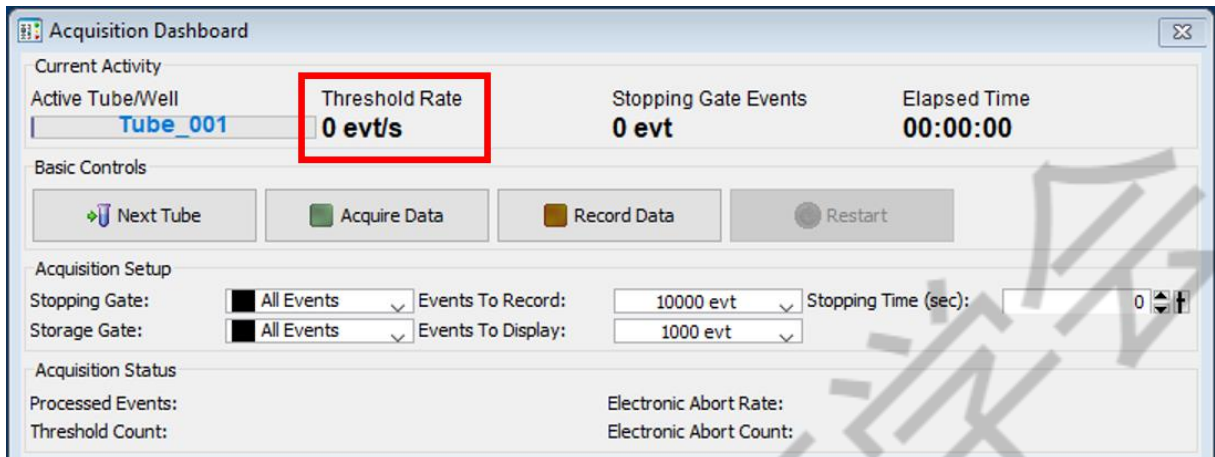 Acquisition Dashboard
Current Activity
Active Tube/Well Threshold Rate Stopping Gate Events Elapsed Time
Tube_001 0 evt/s 0 evt 00:00:00
Basic Controls
Next Tube Acquire Data Record Data Restart
Acquisition Setup
Stopping Gate: All Events Events To Record: 10000 evt Stopping Time (sec): 0
Storage Gate: All Events Events To Display: 1000 evt
Acquisition Status
Processed Events: Electronic Abort Rate:
Threshold Count: Electronic Abort Count:
学会